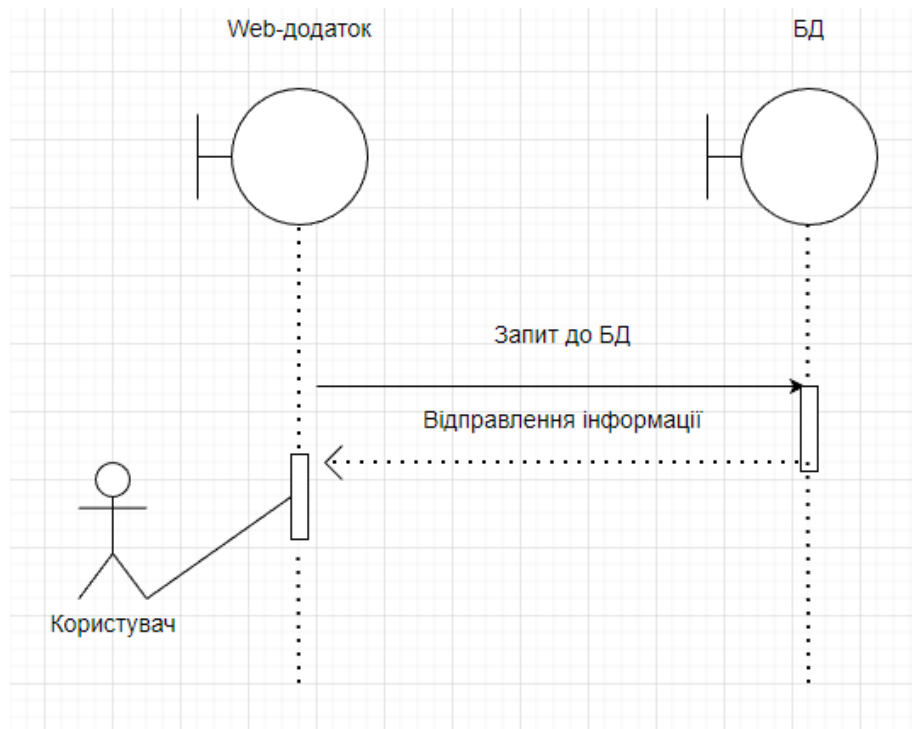 Web-додаток
БД
Запит до БД
Відправлення інформації
Користувач